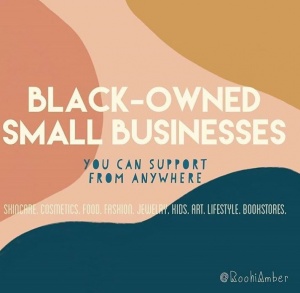 BLACK-OWNED
SMALL BUSINESSES
YOU CAN SUPPORT
FROM ANYWHERE
SKINCARE. COSMETICS. FOOD. FASHION. JEWELRY. KIDS. ART. LIFESTYLE. BOOKSTORES.
@RoohiAmber